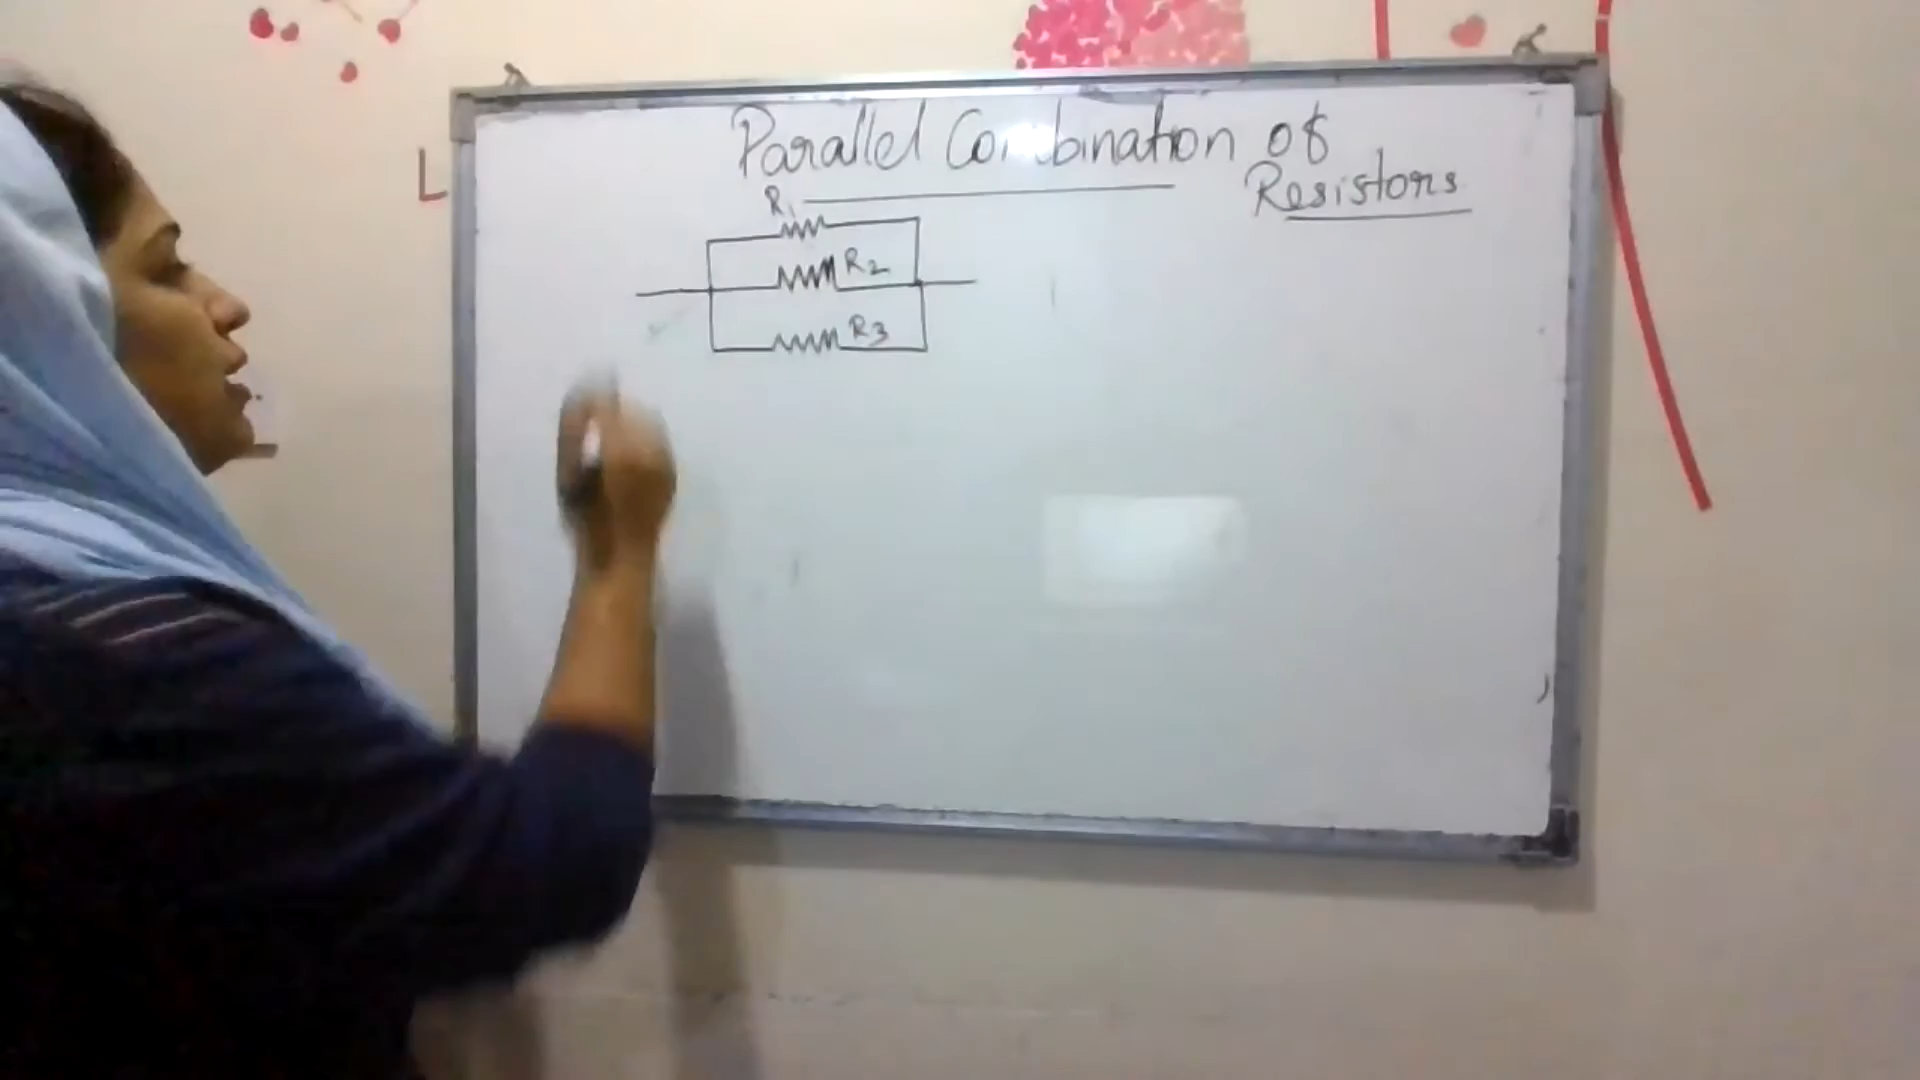 Parallel Combination of
Resistors
R1
R2
R3